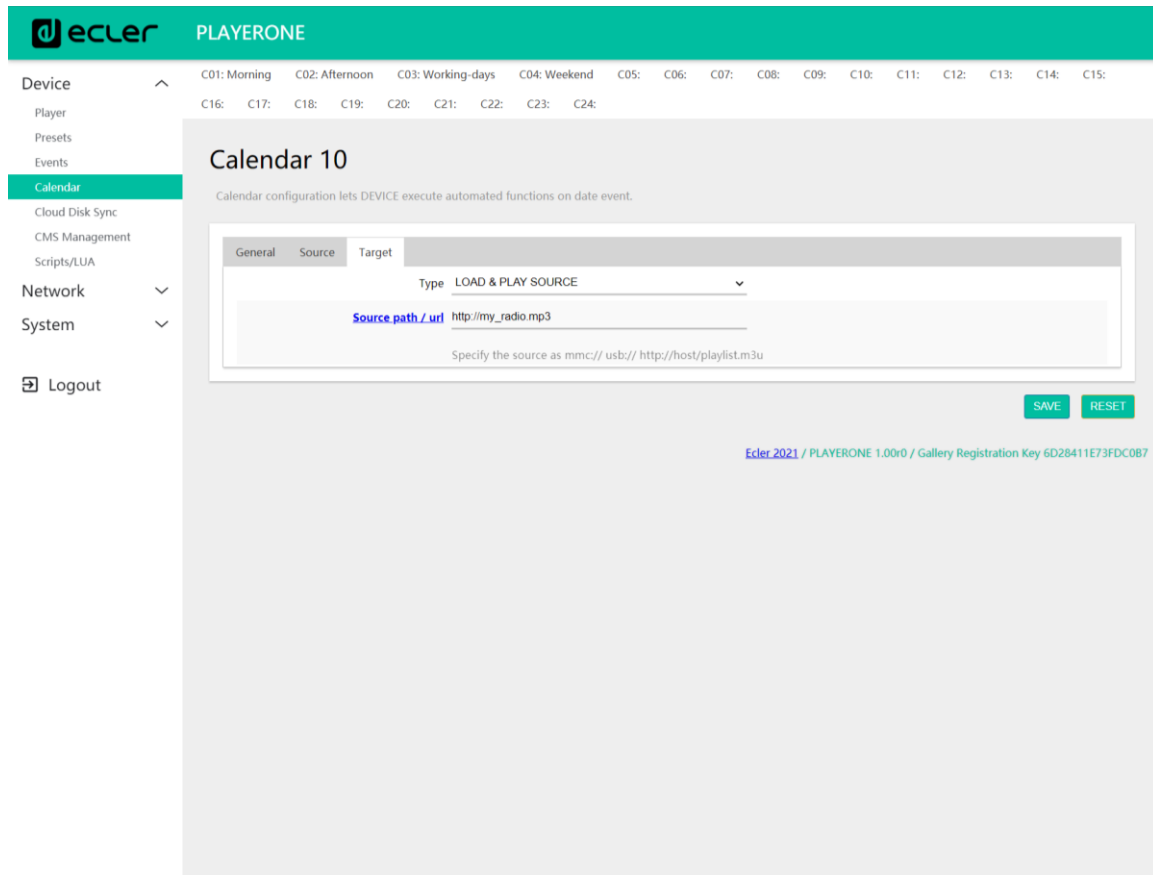 ecler PLAYERONE
Device
Player
Presets
Events
Calendar
Cloud Disk Sync
CMS Management
Scripts/LUA
Network
System
Logout
C01: Morning C02: Afternoon C03: Working-days C04: Weekend C05: C06: C07: C08: C09: C10: C11: C12: C13: C14: C15:
C16: C17: C18: C19: C20: C21: C22: C23: C24:
Calendar 10
Calendar configuration lets DEVICE execute automated functions on date event.
General Source Target
Type LOAD & PLAY SOURCE
Source path / url http://my_radio.mp3
Specify the source as mmc:// usb:// http://host/playlist.m3u
SAVE RESET
Ecler 2021 / PLAYERONE 1.00r0 / Gallery Registration Key 6D28411E73FDC0B7